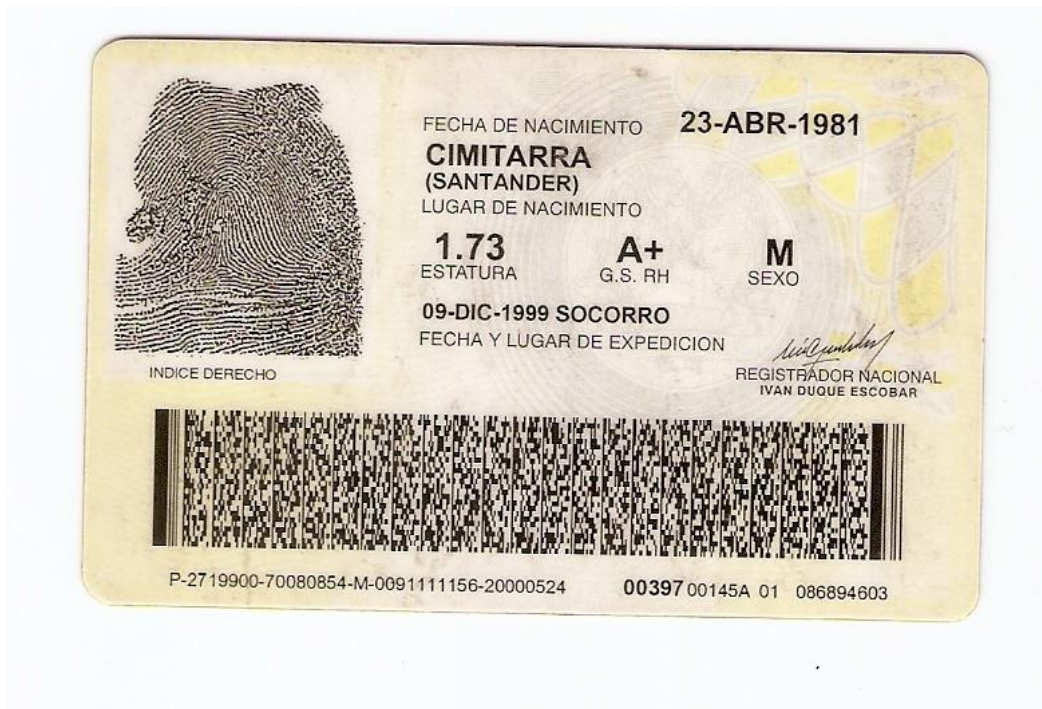 FECHA DE NACIMIENTO 23-ABR-1981
CIMITARRA
(SANTANDER)
LUGAR DE NACIMIENTO
1.73 A+ M
ESTATURA G.S. RH SEXO
09-DIC-1999 SOCORRO
FECHA Y LUGAR DE EXPEDICION
INDICE DERECHO
REGISTRADOR NACIONAL
IVAN DUQUE ESCOBAR
P-2719900-70080854-M-0091111156-20000524 00397 00145A 01 086894603